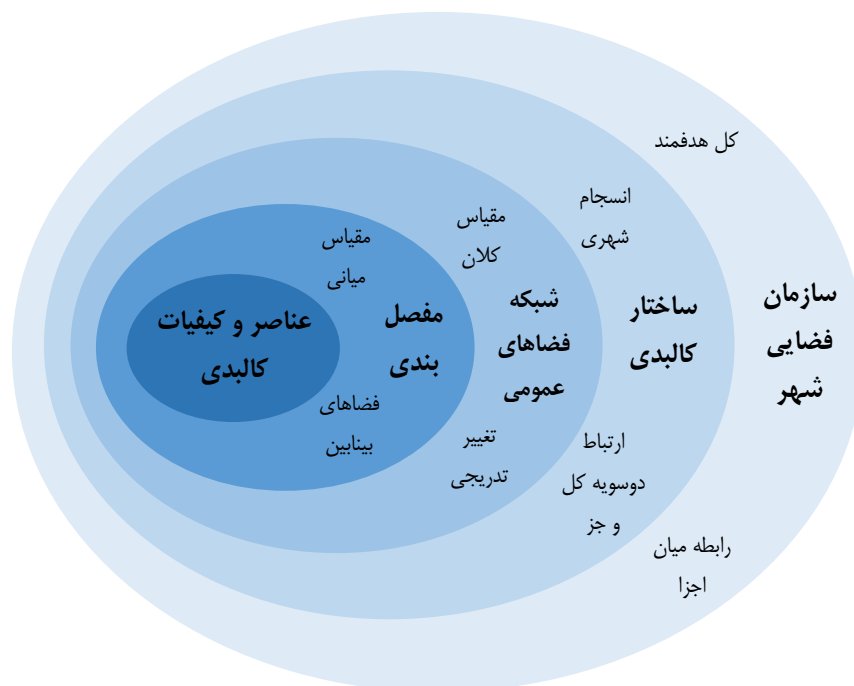 کل هدفمند
سازمان
فضایی
شهر
رابطه میان
اجزا
انسجام
شهری
ساختار
کالبدی
ارتباط
دوسویه کل
و جز
مقیاس
کلان
شبکه
فضاهای
عمومی
تغییر
تدریجی
مقیاس
میانی
مفصل
بندی
فضاهای
بینابین
عناصر و کیفیات
کالبدی